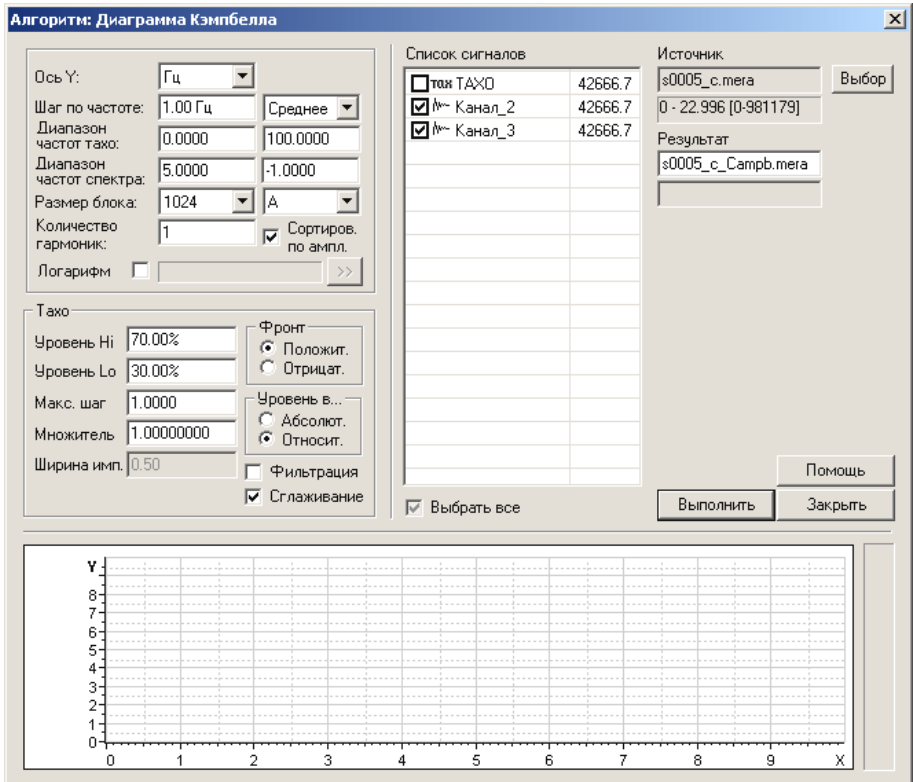 Алгоритм: Диаграмма Кэмпбелла
Ось Y: Гц
Шаг по частоте: 1.00 Гц Среднее
Диапазон частот тахо: 0.0000 100.0000
Диапазон частот спектра: 5.0000 -1.0000
Размер блока: 1024 A
Количество гармоник: 1 Сортиров. по ампл.
Логарифм >>
Тахо
Уровень Hi 70.00%
Уровень Lo 30.00%
Макс. шаг 1.0000
Множитель 1.00000000
Ширина имп. 0.50
Фронт
Положит.
Отрицат.
Уровень в...
Абсолют.
Относит.
Фильтрация
Сглаживание
Список сигналов
тах ТАХО 42666.7
Канал_2 42666.7
Канал_3 42666.7
Выбрать все
Источник
s0005_c.mera Выбор
0 - 22.996 [0-981179]
Результат
s0005_c_Campb.mera
Помощь
Выполнить Закрыть
Y
8
7
6
5
4
3
2
1
0
0 1 2 3 4 5 6 7 8 9 X